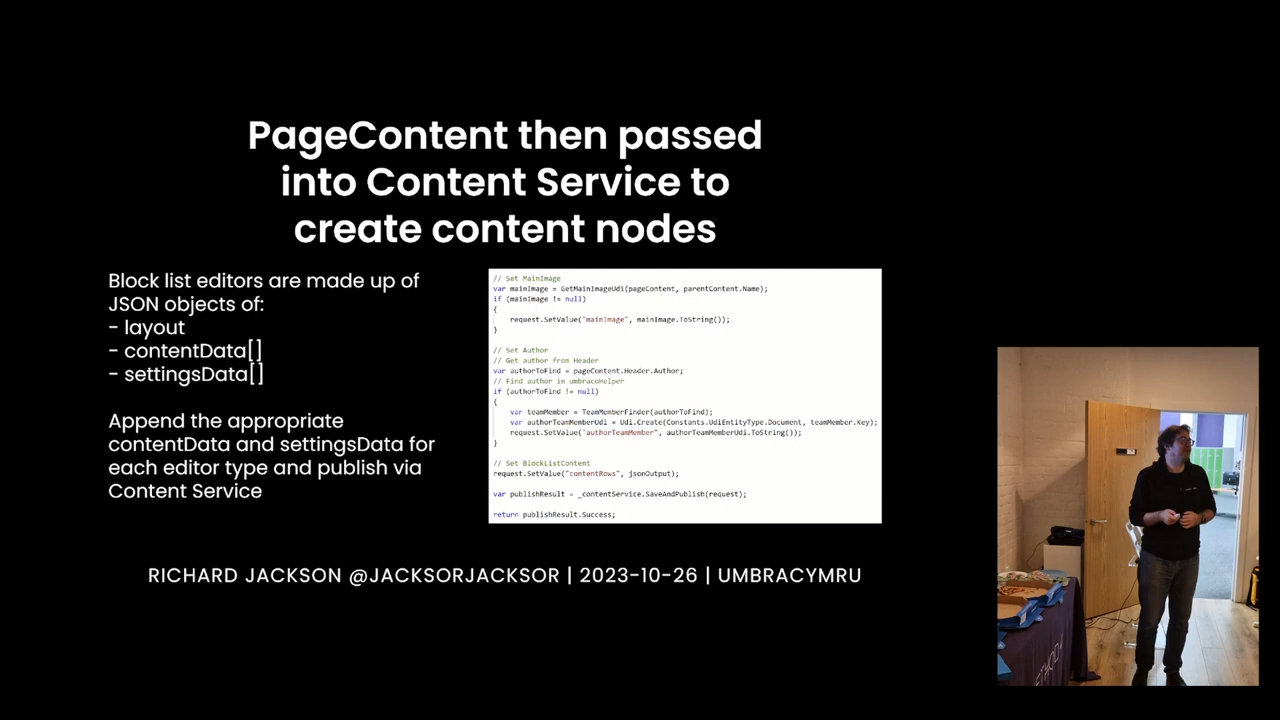 PageContent then passed
into Content Service to
create content nodes
Block list editors are made up of
JSON objects of:
- layout
- contentData[]
- settingsData[]
Append the appropriate
contentData and settingsData for
each editor type and publish via
Content Service
// Set MainImage
var mainImage = GetMainImageUdi(pageContent, parentContent.Name);
if (mainImage != null)
{
request.SetValue("mainImage", mainImage.ToString());
}
// Set Author
// Get author from Header
var authorToFind = pageContent.Header.Author;
// Find author in umbracoHelper
if (authorToFind != null)
{
var teamMember = TeamMemberFinder(authorToFind);
var authorTeamMemberUdi = Udi.Create(Constants.UdiEntityType.Document, teamMember.Key);
request.SetValue("authorTeamMember", authorTeamMemberUdi.ToString());
}
// Set BlockListContent
request.SetValue("contentRows", jsonOutput);
var publishResult = _contentService.SaveAndPublish(request);
return publishResult.Success;
RICHARD JACKSON @JACKSORJACKSOR | 2023-10-26 | UMBRACYMRU